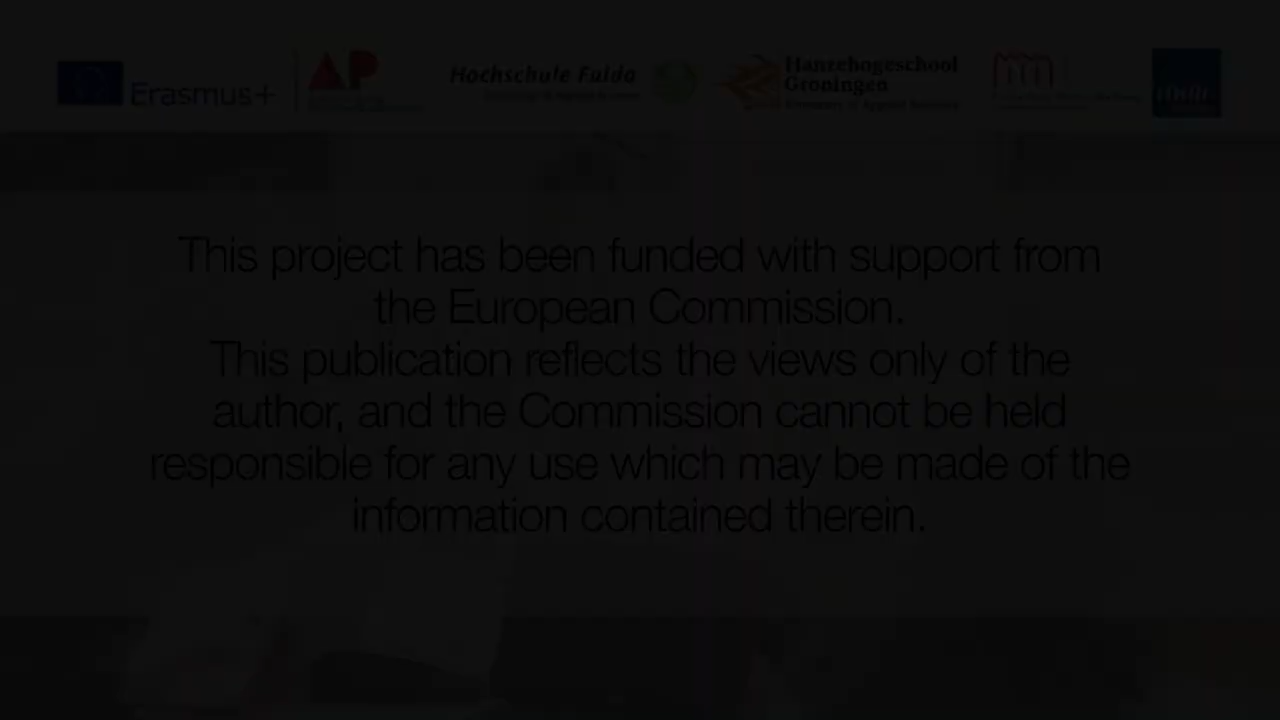 Erasmus+
AP
Hochschule Fulda
Hanzehogeschool
Groningen
This project has been funded with support from
the European Commission.
This publication reflects the views only of the
author, and the Commission cannot be held
responsible for any use which may be made of the
information contained therein.